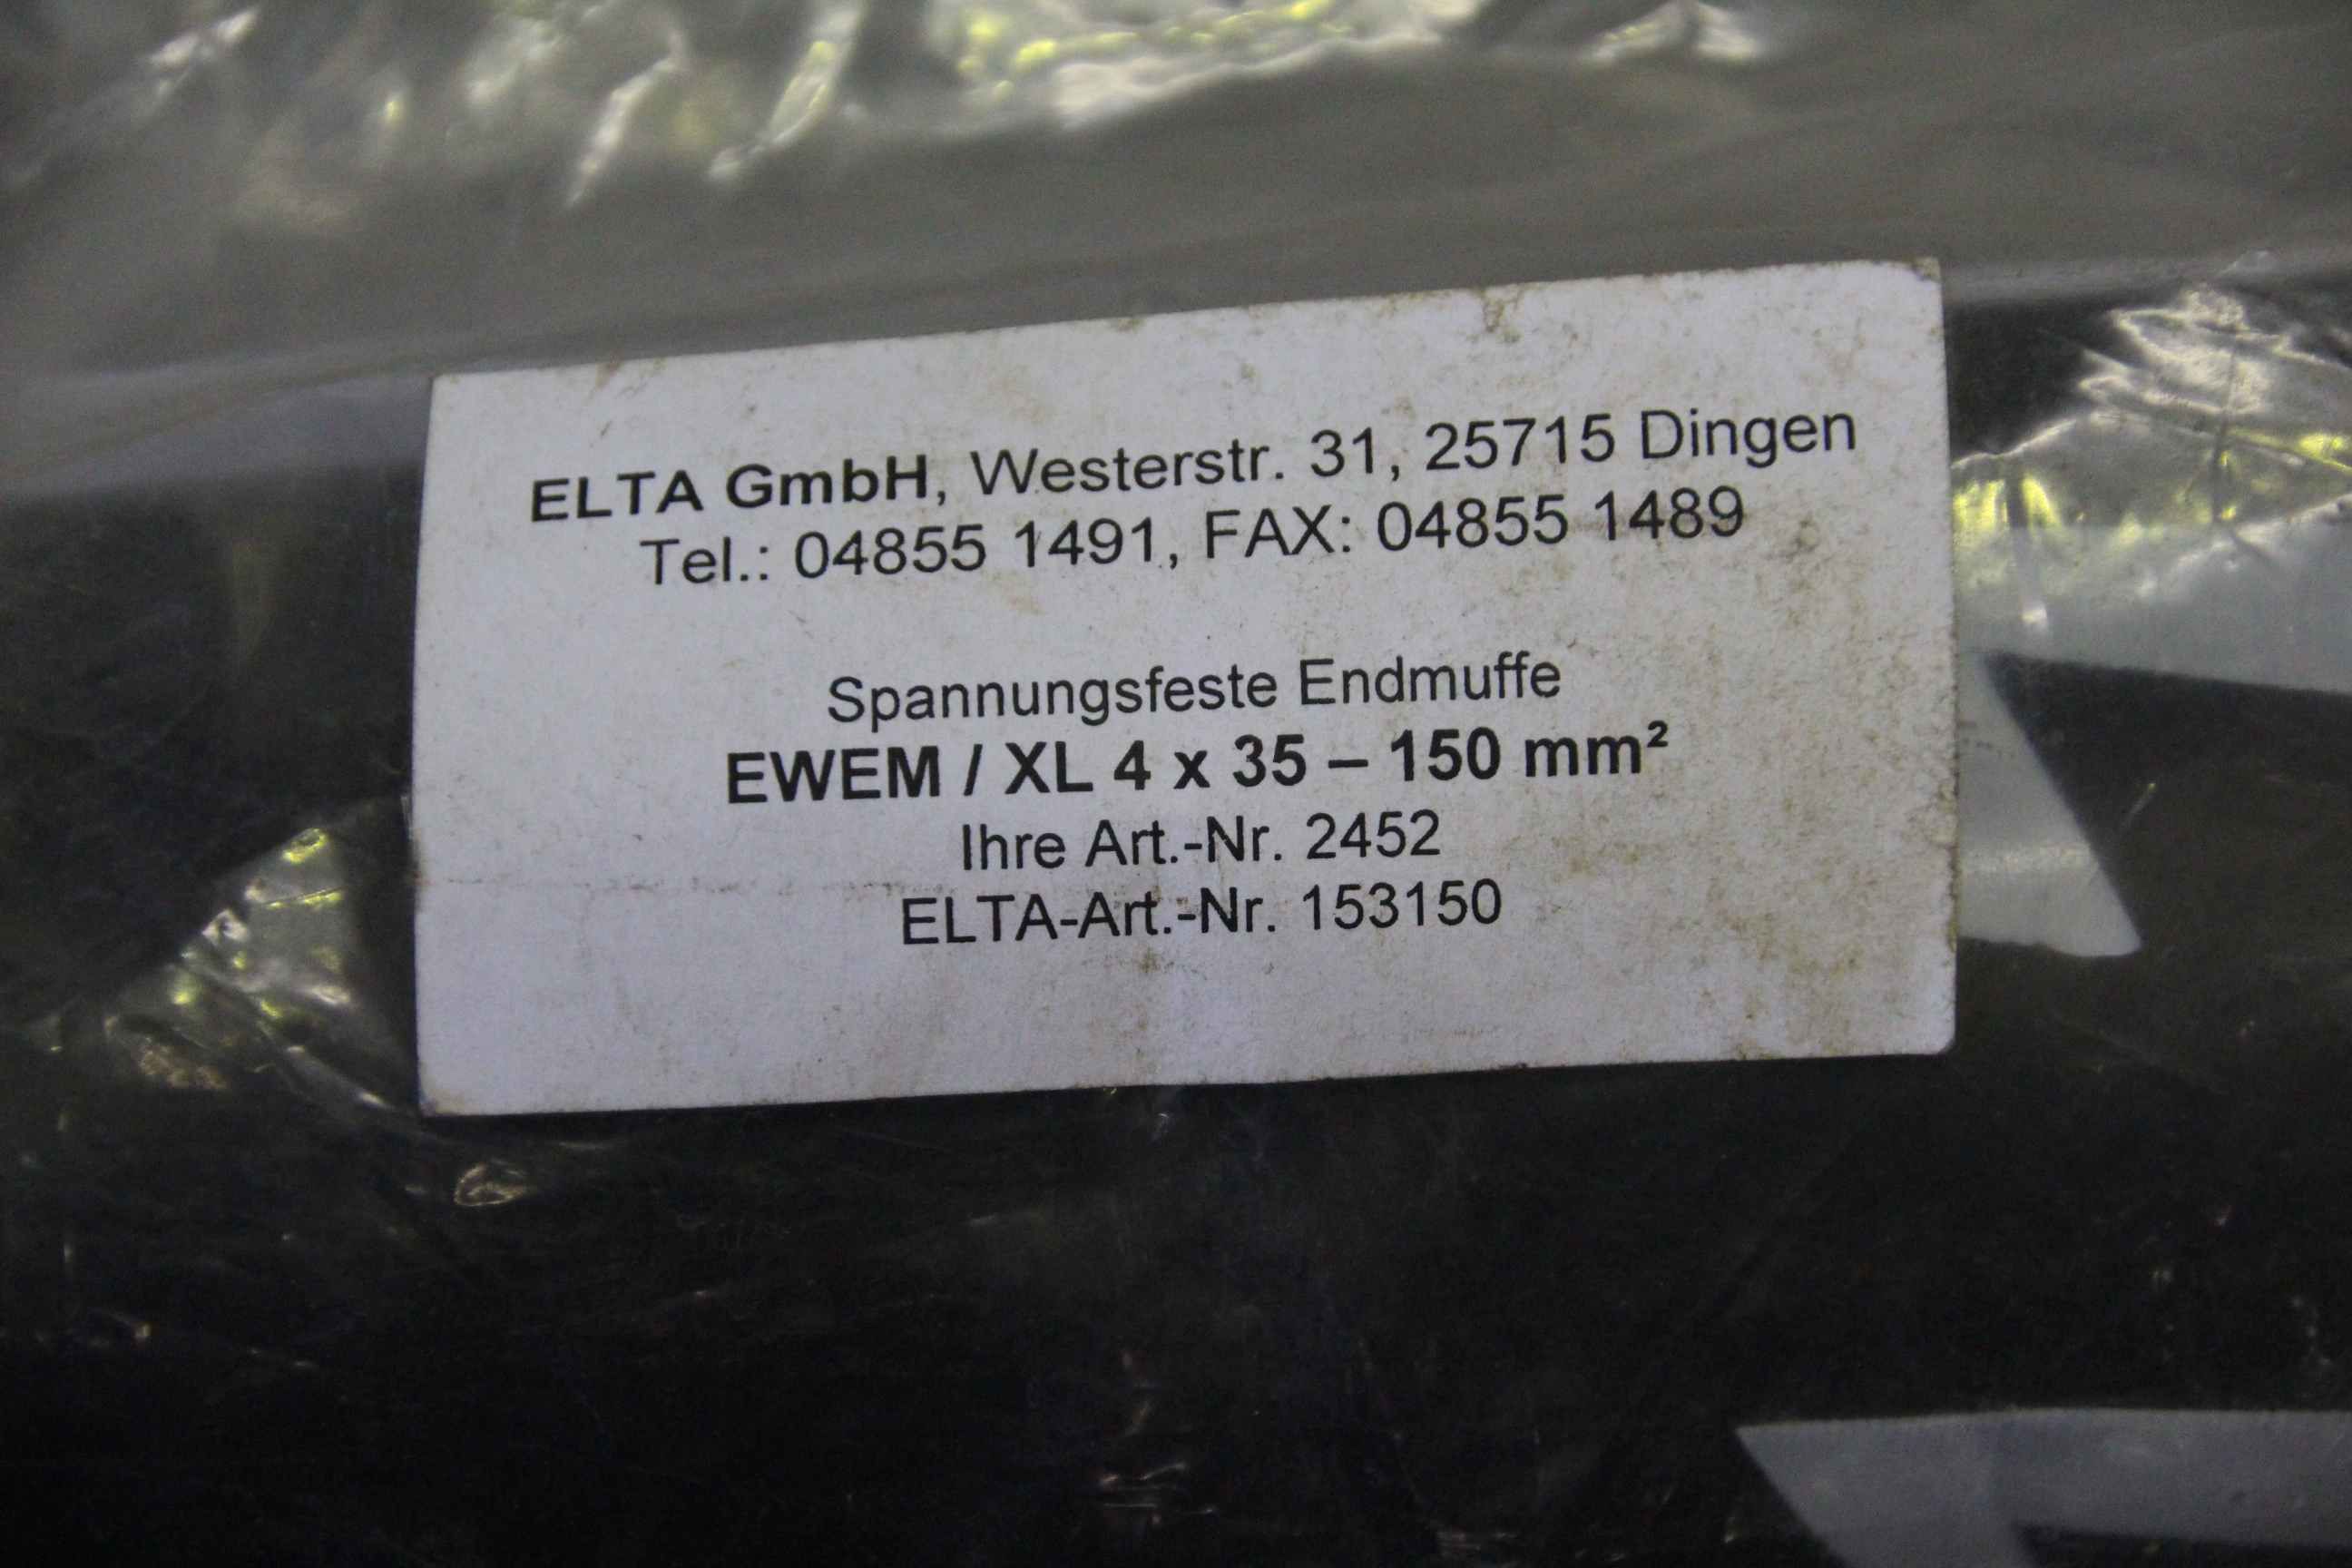 ELTA GmbH, Westerstr. 31, 25715 Dingen
Tel.: 04855 1491, FAX: 04855 1489
Spannungsfeste Endmuffe
EWEM / XL 4 x 35 – 150 mm²
Ihre Art.-Nr. 2452
ELTA-Art.-Nr. 153150